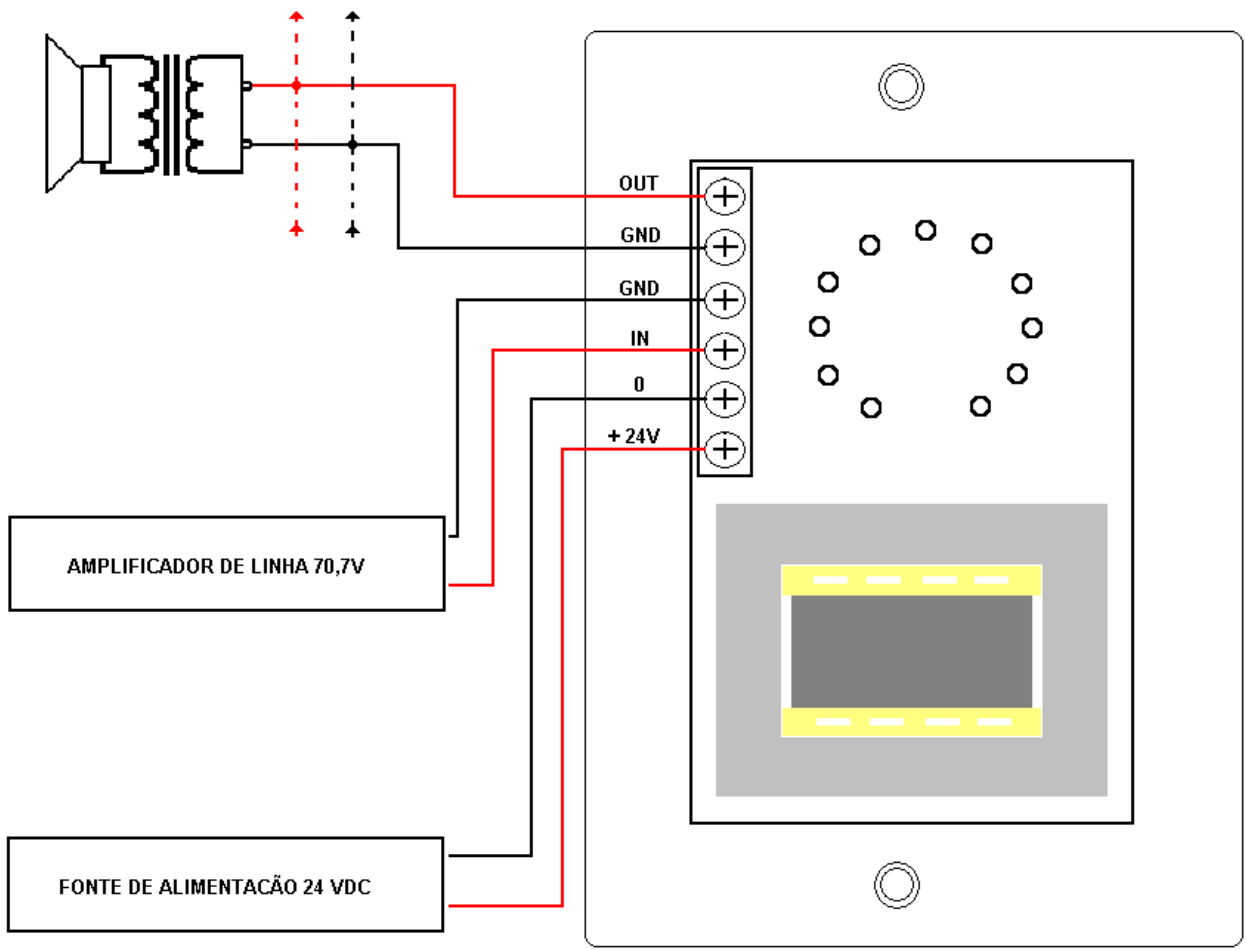 OUT
GND
GND
IN
0
+ 24V
AMPLIFICADOR DE LINHA 70,7V
FONTE DE ALIMENTACÃO 24 VDC